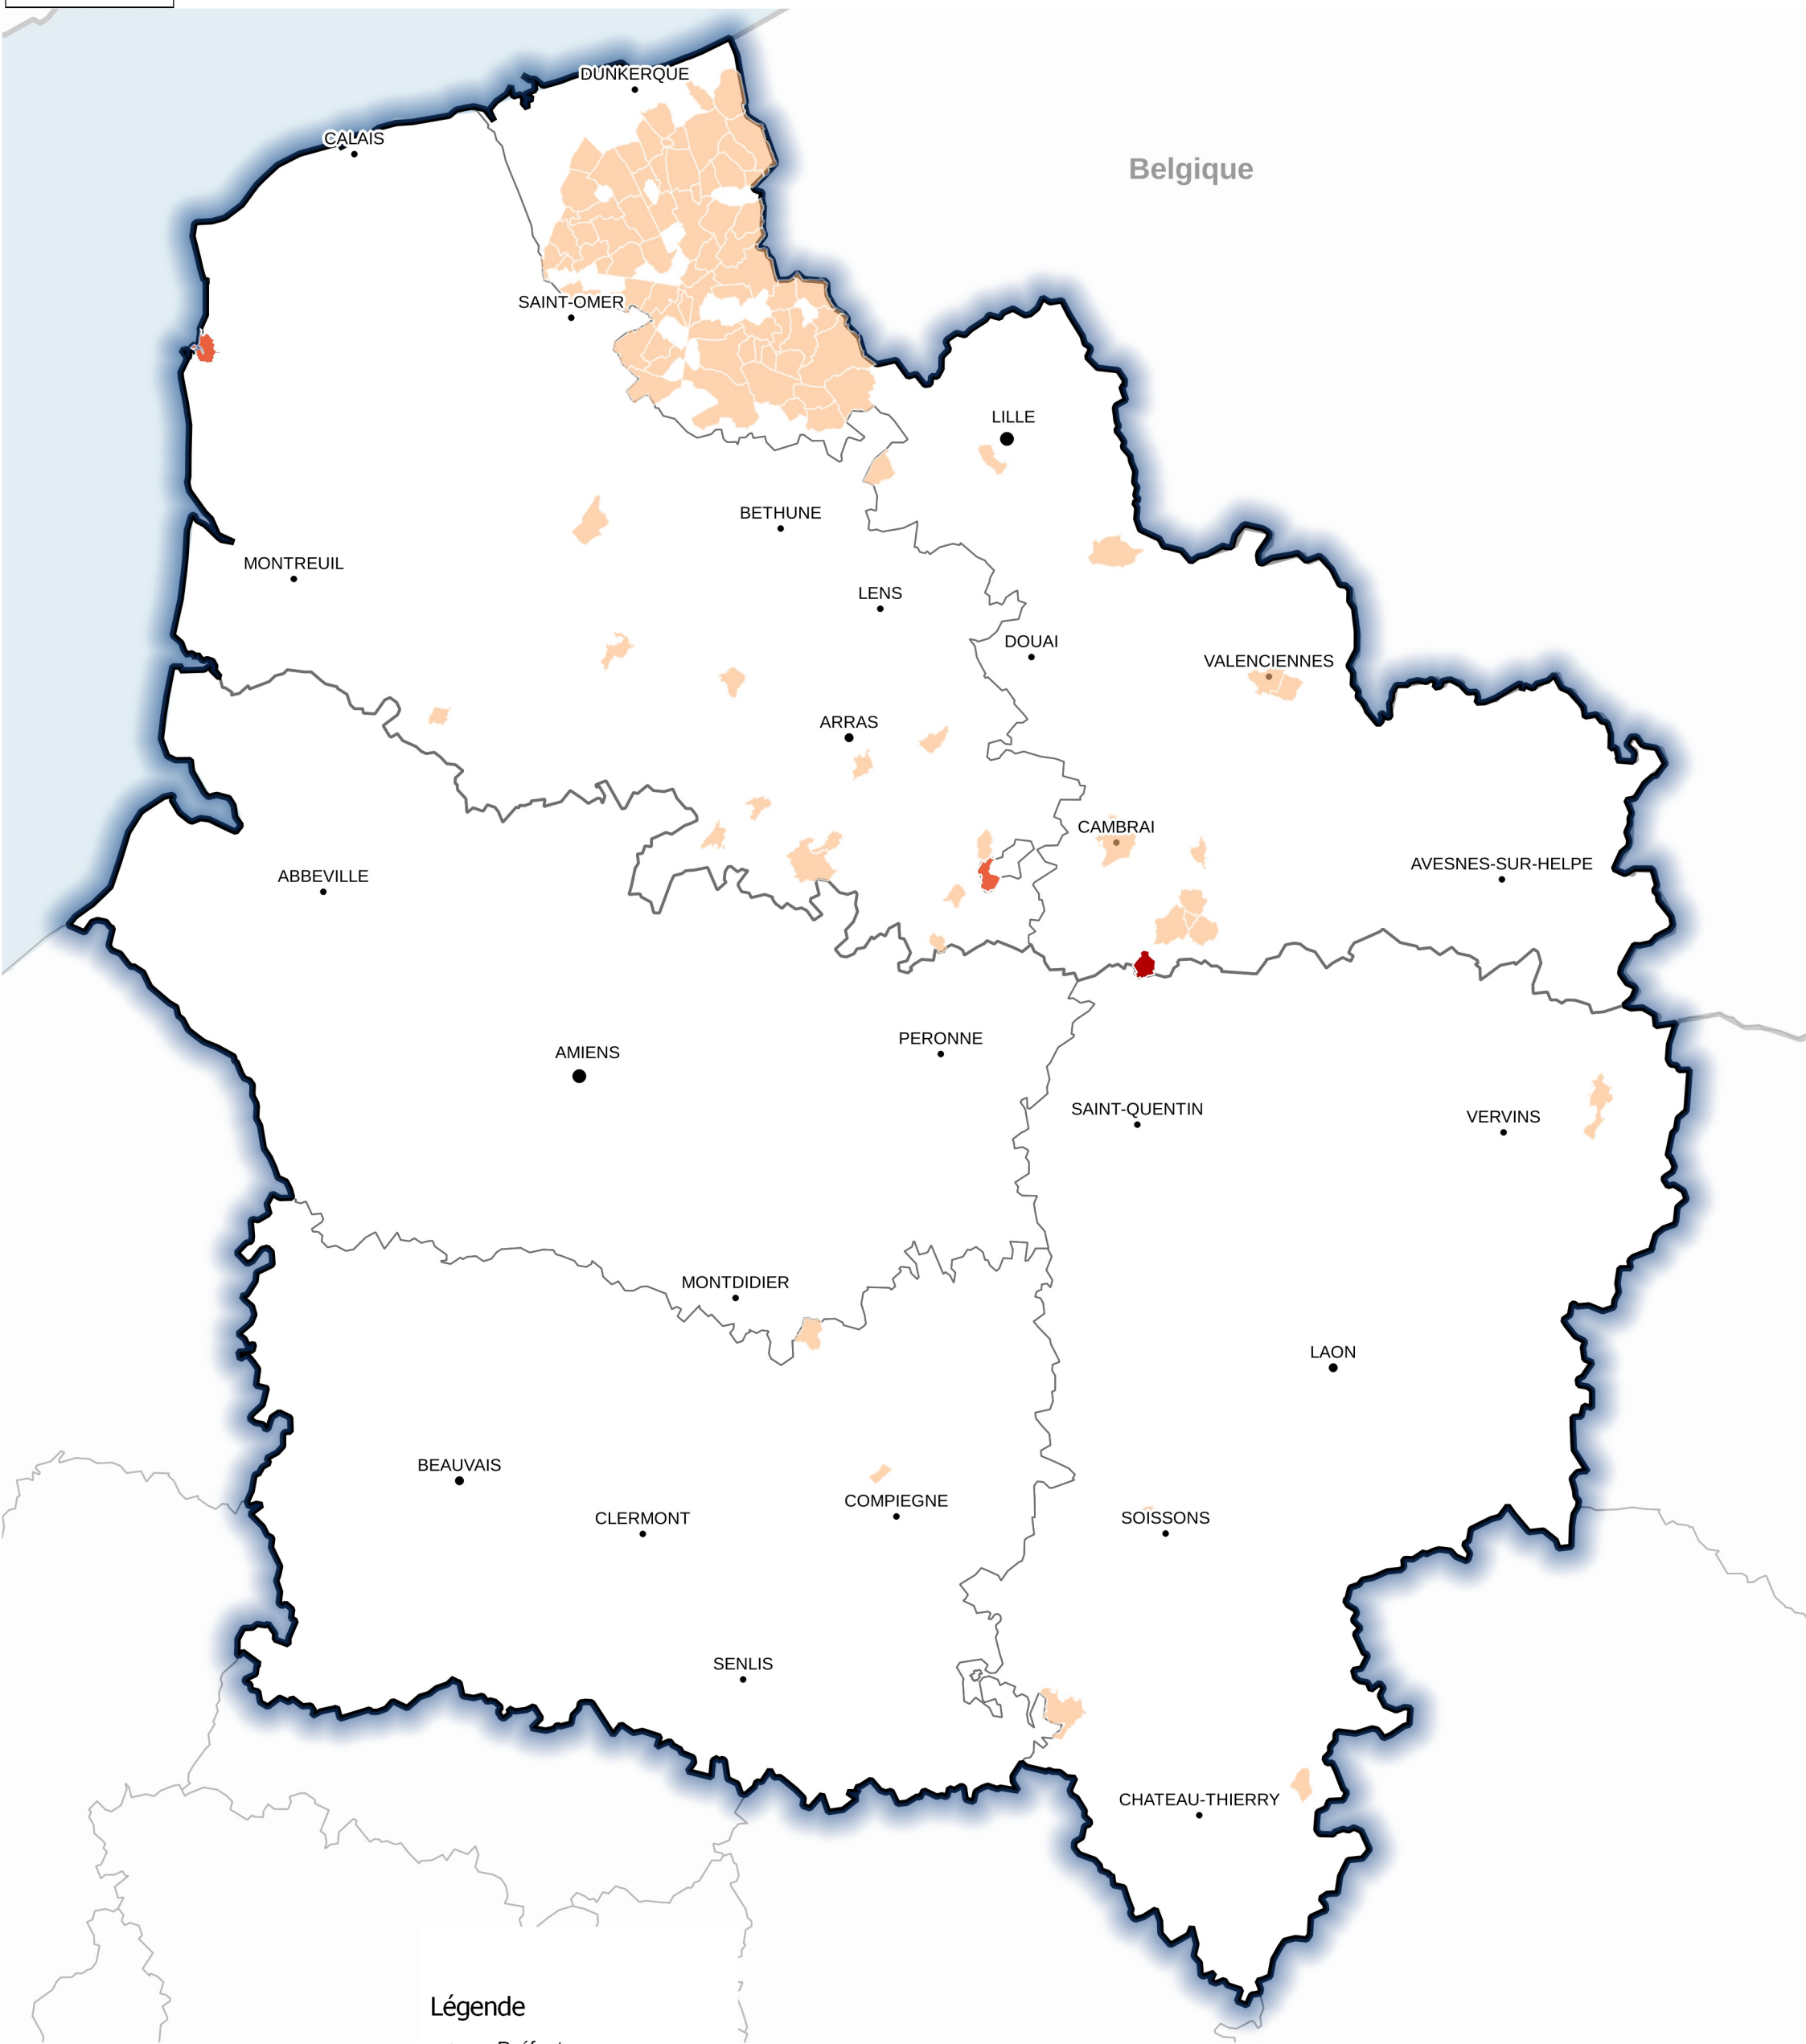 DUNKERQUE
CALAIS
Belgique
SAINT-OMER
LILLE
BETHUNE
MONTREUIL
LENS
DOUAI
VALENCIENNES
ARRAS
CAMBRAI
AVESNES-SUR-HELPE
ABBEVILLE
PERONNE
AMIENS
SAINT-QUENTIN
VERVINS
MONTDIDIER
LAON
BEAUVAIS
COMPIEGNE
CLERMONT
SOISSONS
SENLIS
CHATEAU-THIERRY
Légende